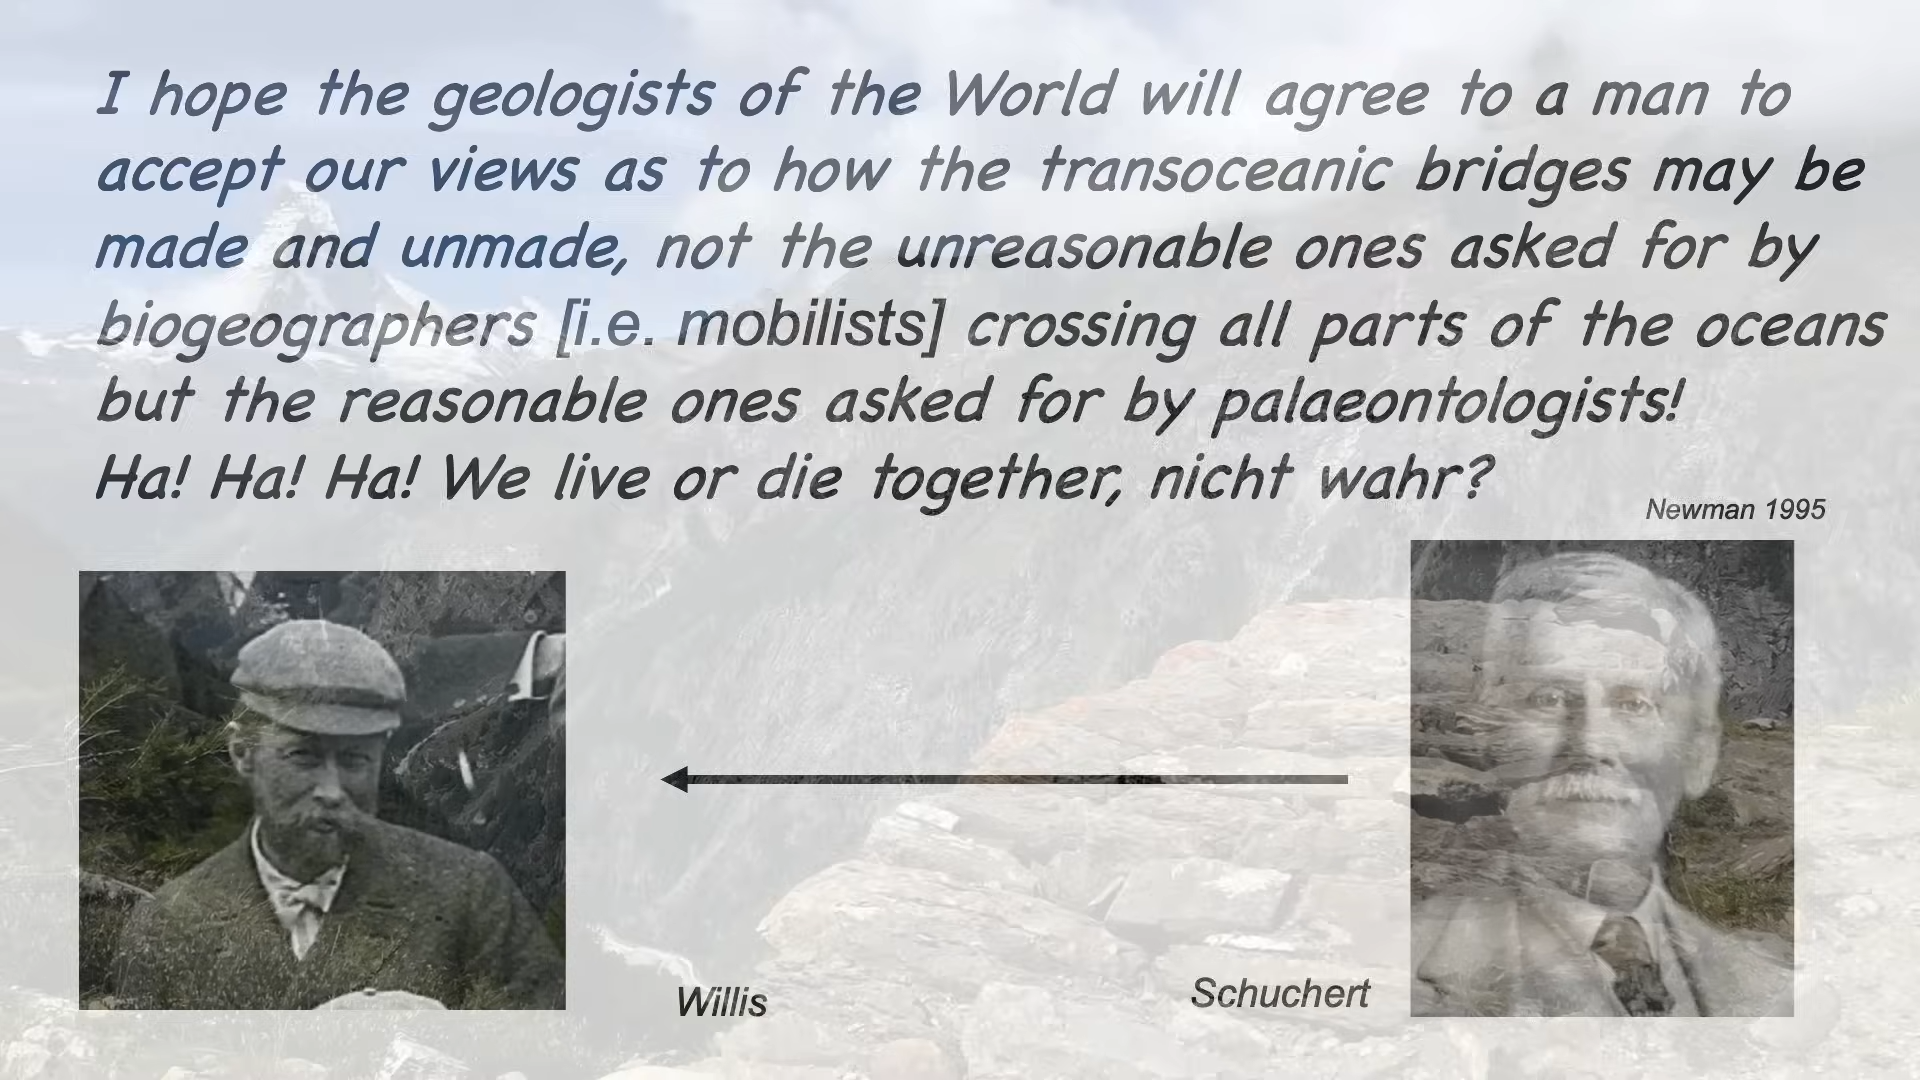 I hope the geologists of the World will agree to a man to
accept our views as to how the transoceanic bridges may be
made and unmade, not the unreasonable ones asked for by
biogeographers [i.e. mobilists] crossing all parts of the oceans
but the reasonable ones asked for by palaeontologists!
Ha! Ha! Ha! We live or die together, nicht wahr?
Newman 1995
Willis
Schuchert